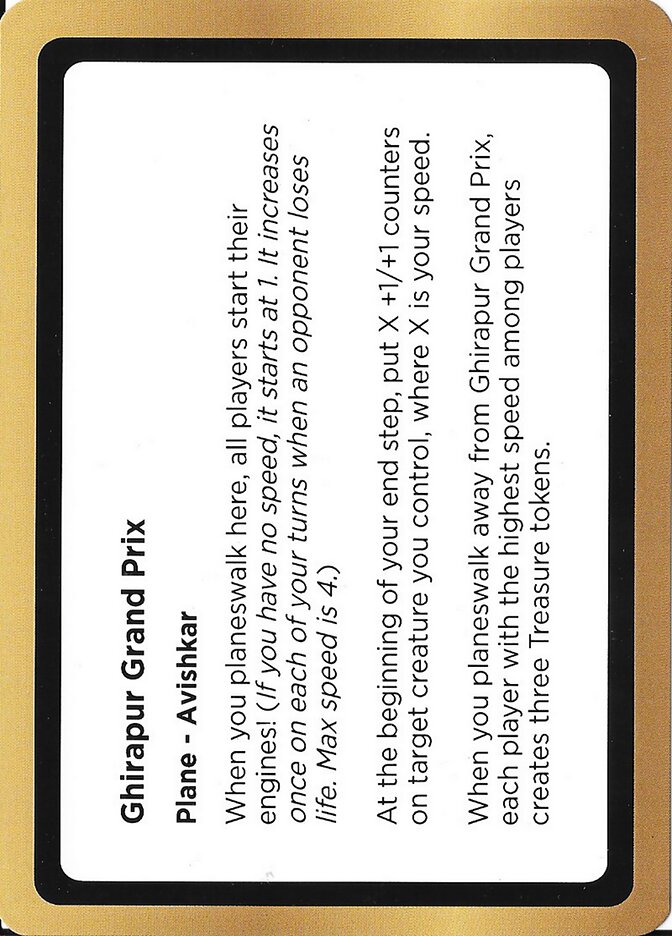 Ghirapur Grand Prix
Plane - Avishkar
When you planeswalk here, all players start their
engines! (If you have no speed, it starts at 1. It increases
once on each of your turns when an opponent loses
life. Max speed is 4.)
At the beginning of your end step, put X +1/+1 counters
on target creature you control, where X is your speed.
When you planeswalk away from Ghirapur Grand Prix,
each player with the highest speed among players
creates three Treasure tokens.